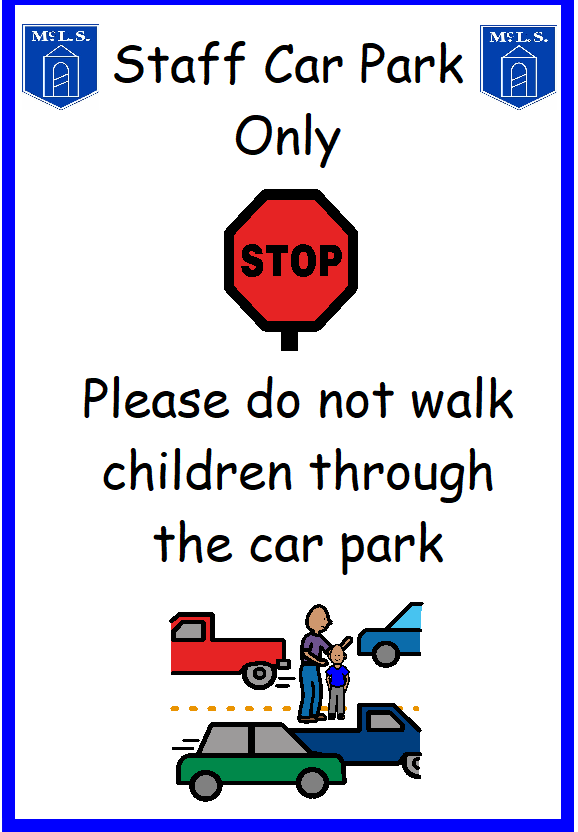 McL.S.
Staff Car Park
McL.S.
Only
STOP
Please do not walk
children through
the car park